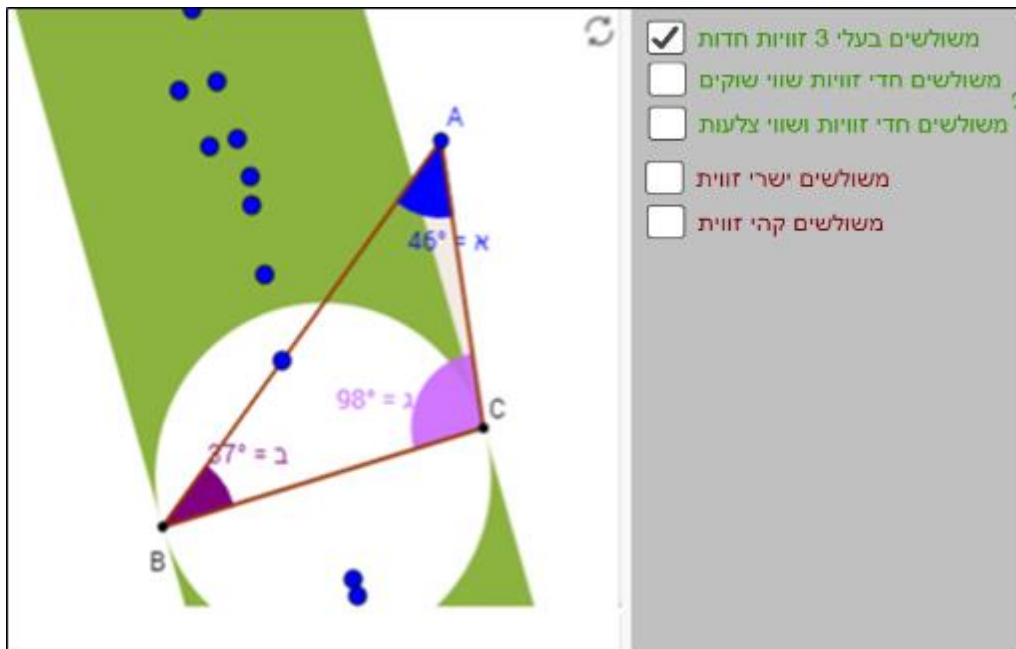 משולשים בעלי 3 זוויות חדות
משולשים חדי זוויות שווי שוקים
משולשים חדי זוויות ושווי צלעות
משולשים ישרי זווית
משולשים קהי זווית
A
א = 46°
C
ג = 98°
ב = 37°
B